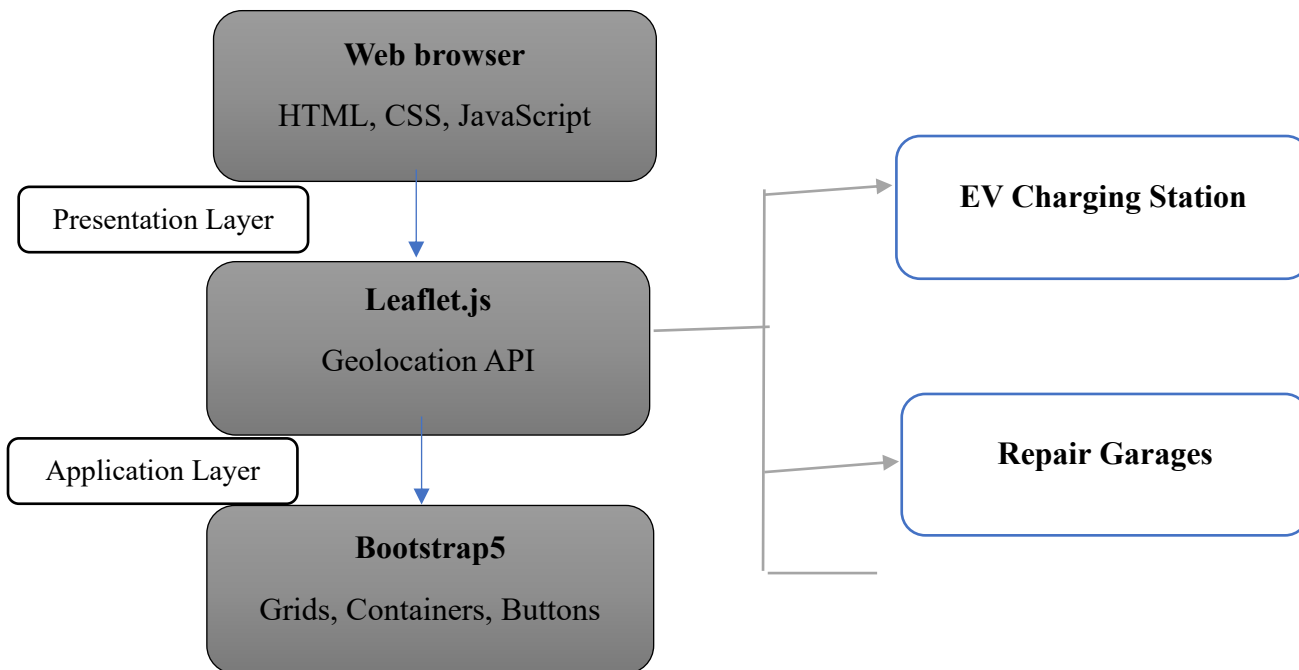 Web browser
HTML, CSS, JavaScript
Presentation Layer
Leaflet.js
Geolocation API
Application Layer
Bootstrap5
Grids, Containers, Buttons
EV Charging Station
Repair Garages